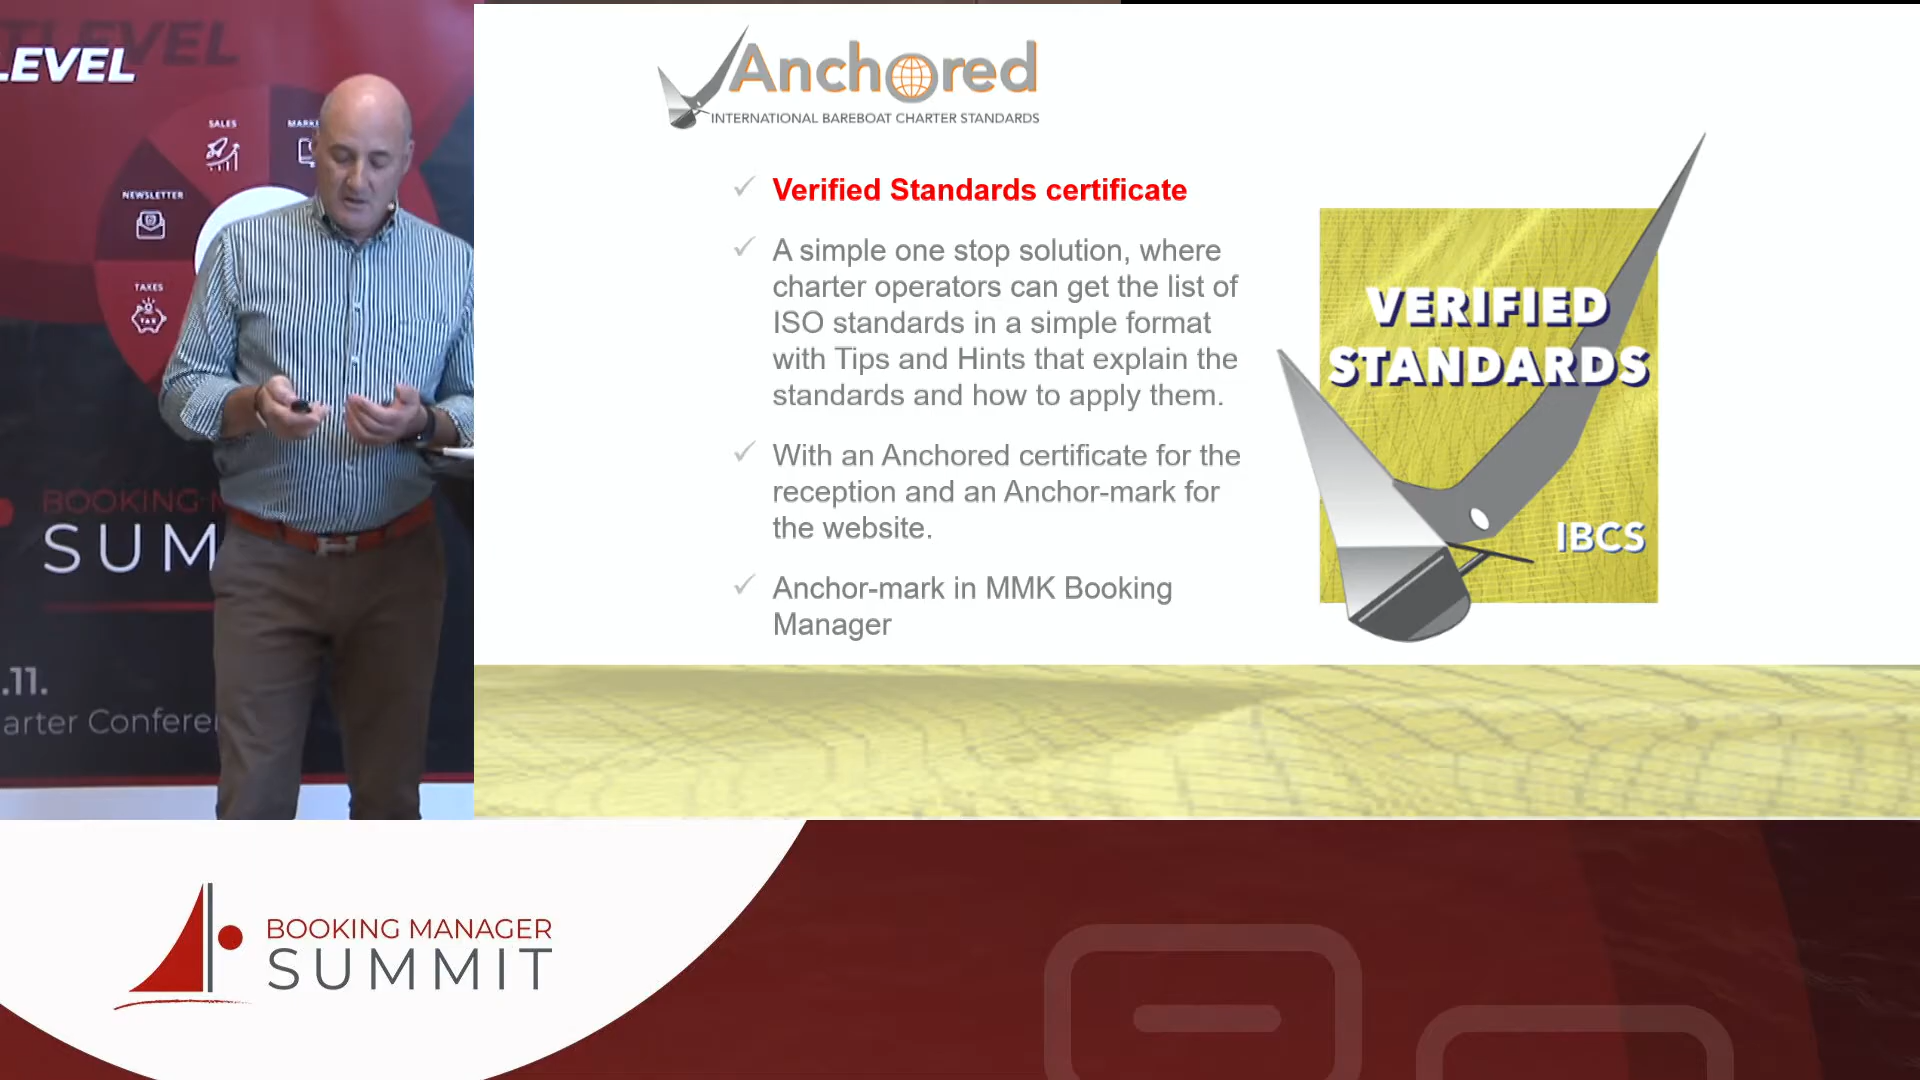 LEVEL
LEVEL
SALES
NEWSLETTER
TAXES
TAX
BOOKING
SUM
.11.
arter Confere
Anchored
INTERNATIONAL BAREBOAT CHARTER STANDARDS
Verified Standards certificate
A simple one stop solution, where
charter operators can get the list of
ISO standards in a simple format
with Tips and Hints that explain the
standards and how to apply them.
With an Anchored certificate for the
reception and an Anchor-mark for
the website.
Anchor-mark in MMK Booking
Manager
VERIFIED
STANDARDS
IBCS
BOOKING MANAGER
SUMMIT